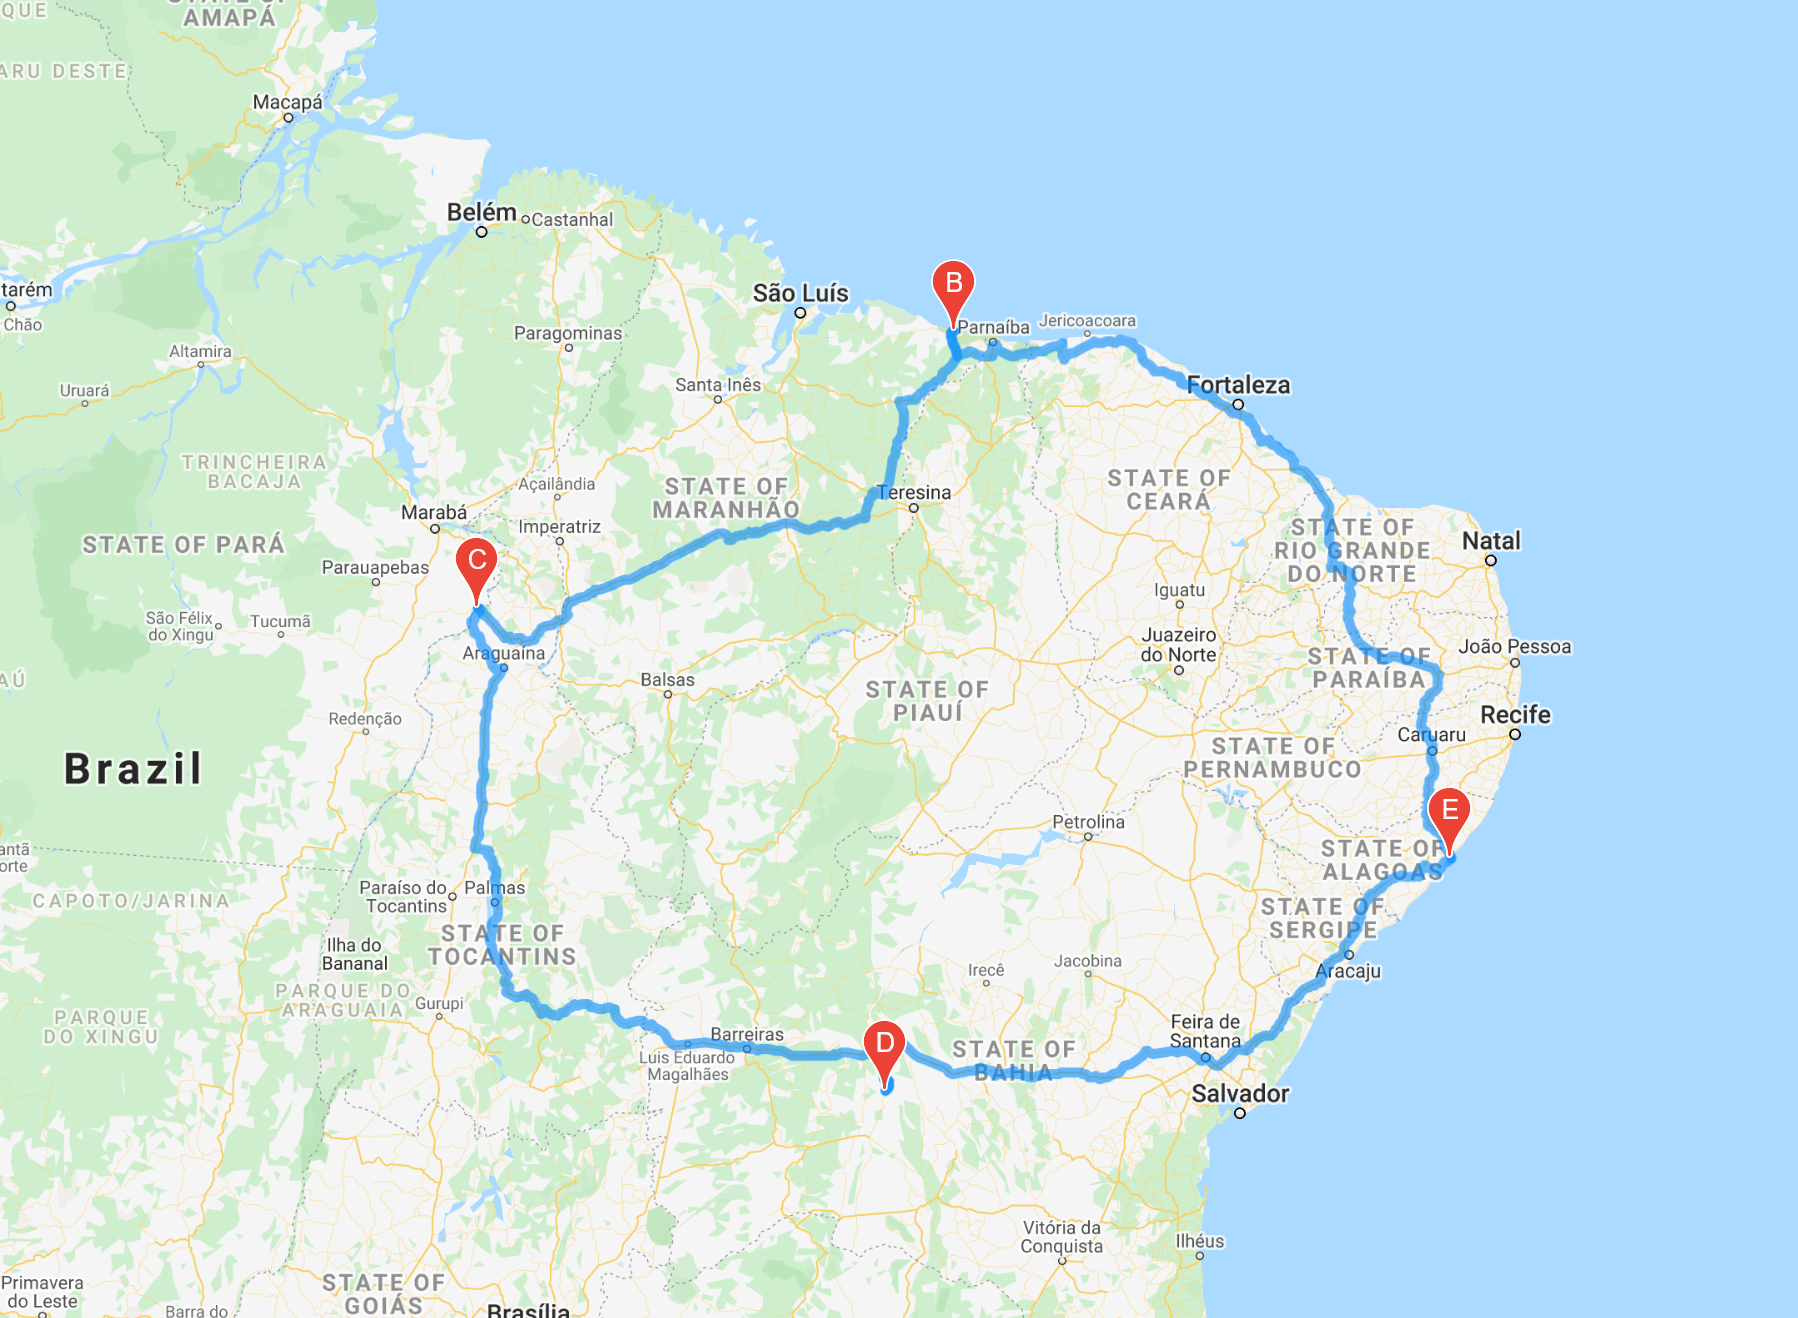 AMAPÁ
QUE
ARU DESTE
Macapá
Belém
Castanhal
São Luís
B
tarém
Chão
Parnaíba
Jericoacoara
Paragominas
Altamira
Uruará
Santa Inês
Fortaleza
TRINCHEIRA
BACAJA
Açailândia
STATE OF
MARANHÃO
Teresina
STATE OF
CEARÁ
Marabá
Imperatriz
STATE OF PARÁ
C
Parauapebas
STATE OF
RIO GRANDE
DO NORTE
Natal
São Félix
do Xingu
Tucumã
Iguatu
Juazeiro
do Norte
João Pessoa
Araguaína
STATE OF
PARAÍBA
Balsas
STATE OF
PIAUÍ
Redenção
Recife
Caruaru
Brazil
STATE OF
PERNAMBUCO
E
Petrolina
STATE OF
ALAGOAS
antã
orte
Paraíso do
Tocantins
Palmas
CAPOTO/JARINA
STATE OF
SERGIPE
STATE OF
TOCANTINS
Ilha do
Bananal
Aracaju
Irecê
Jacobina
PARQUE DO
ARAGUAIA
Gurupi
PARQUE
DO XINGU
Barreiras
Luis Eduardo
Magalhães
D
STATE OF
BAHIA
Feira de
Santana
Salvador
Vitória da
Conquista
Ilhéus
Primavera
do Leste
STATE OF
GOIÁS
Barra do
Brasília